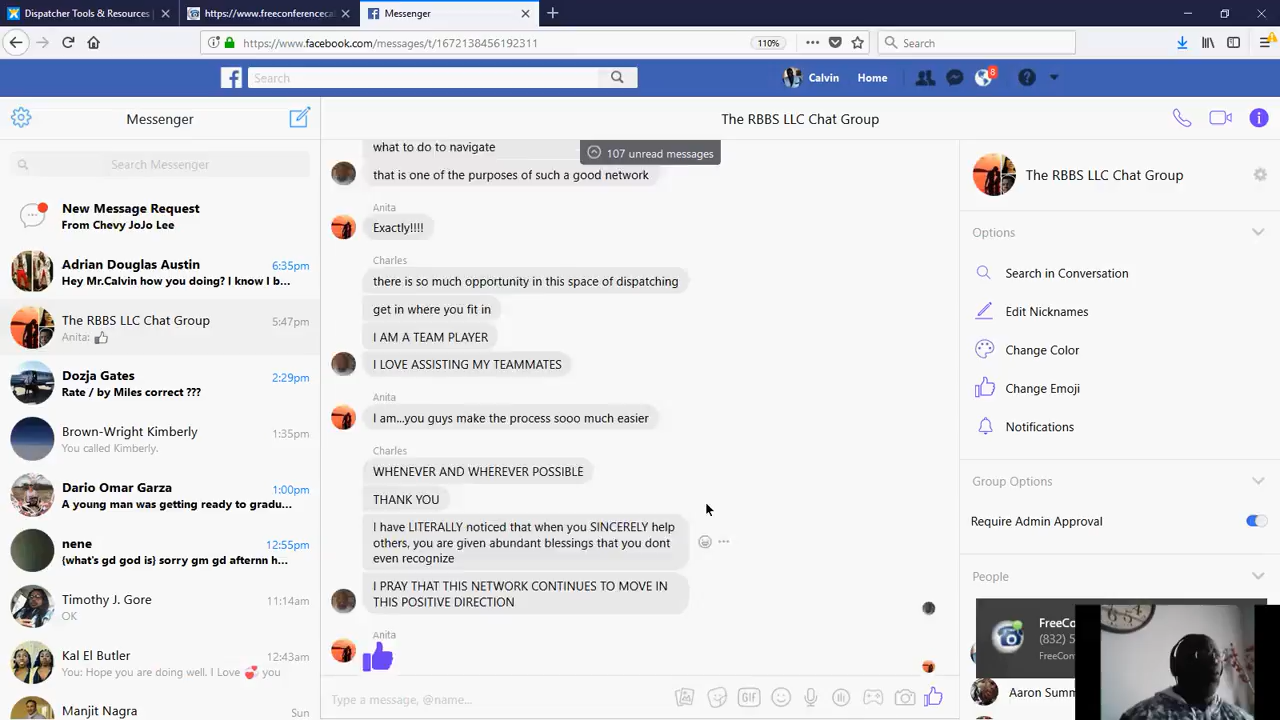 Dispatcher Tools & Resources
https://www.freeconferenceca
Messenger
https://www.facebook.com/messages/t/1672138456192311
110%
Search
Search
Calvin
Home
8
Messenger
The RBBS LLC Chat Group
Search Messenger
New Message Request
From Chevy JoJo Lee
Adrian Douglas Austin
6:35pm
Hey Mr.Calvin how you doing? I know I b...
The RBBS LLC Chat Group
5:47pm
Anita:
Dozja Gates
2:29pm
Rate / by Miles correct ???
Brown-Wright Kimberly
1:35pm
You called Kimberly.
Dario Omar Garza
1:00pm
A young man was getting ready to gradu...
nene
12:55pm
(what's gd god is) sorry gm gd afternn h...
Timothy J. Gore
11:14am
OK
Kal El Butler
12:43am
You: Hope you are doing well. I Love 💞 you
Manjit Nagra
Sun
107 unread messages
what to do to navigate
that is one of the purposes of such a good network
Anita
Exactly!!!!
Charles
there is so much opportunity in this space of dispatching
get in where you fit in
I AM A TEAM PLAYER
I LOVE ASSISTING MY TEAMMATES
Anita
I am...you guys make the process sooo much easier
Charles
WHENEVER AND WHEREVER POSSIBLE
THANK YOU
I have LITERALLY noticed that when you SINCERELY help
others, you are given abundant blessings that you dont
even recognize
I PRAY THAT THIS NETWORK CONTINUES TO MOVE IN
THIS POSITIVE DIRECTION
Anita
Type a message, @name...
GIF
The RBBS LLC Chat Group
Options
Search in Conversation
Edit Nicknames
Change Color
Change Emoji
Notifications
Group Options
Require Admin Approval
People
FreeCo
(832) 5
FreeCon
Aaron Summ